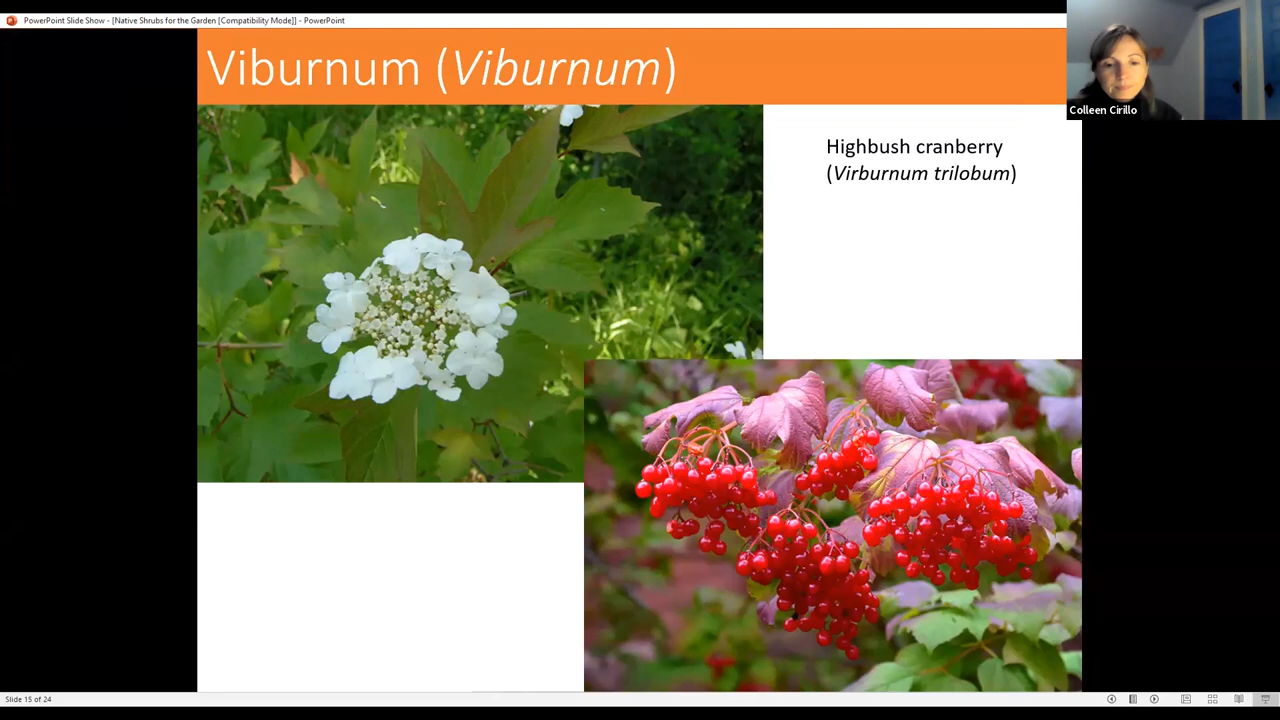 PowerPoint Slide Show - [Native Shrubs for the Garden [Compatibility Mode]] - PowerPoint
Viburnum (Viburnum)
Colleen Cirillo
Highbush cranberry
(Virburnum trilobum)
Slide 15 of 24